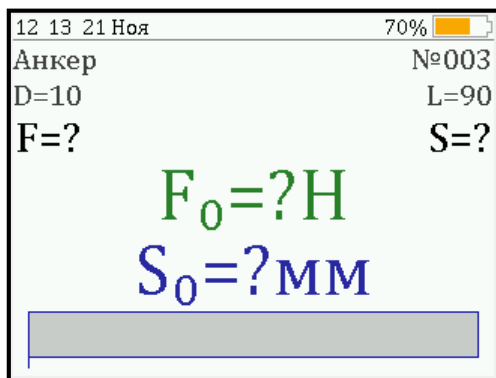 12 13 21 Ноя 70%
Анкер №003
D=10 L=90
F=? S=?
F₀=?Н
S₀=?мм